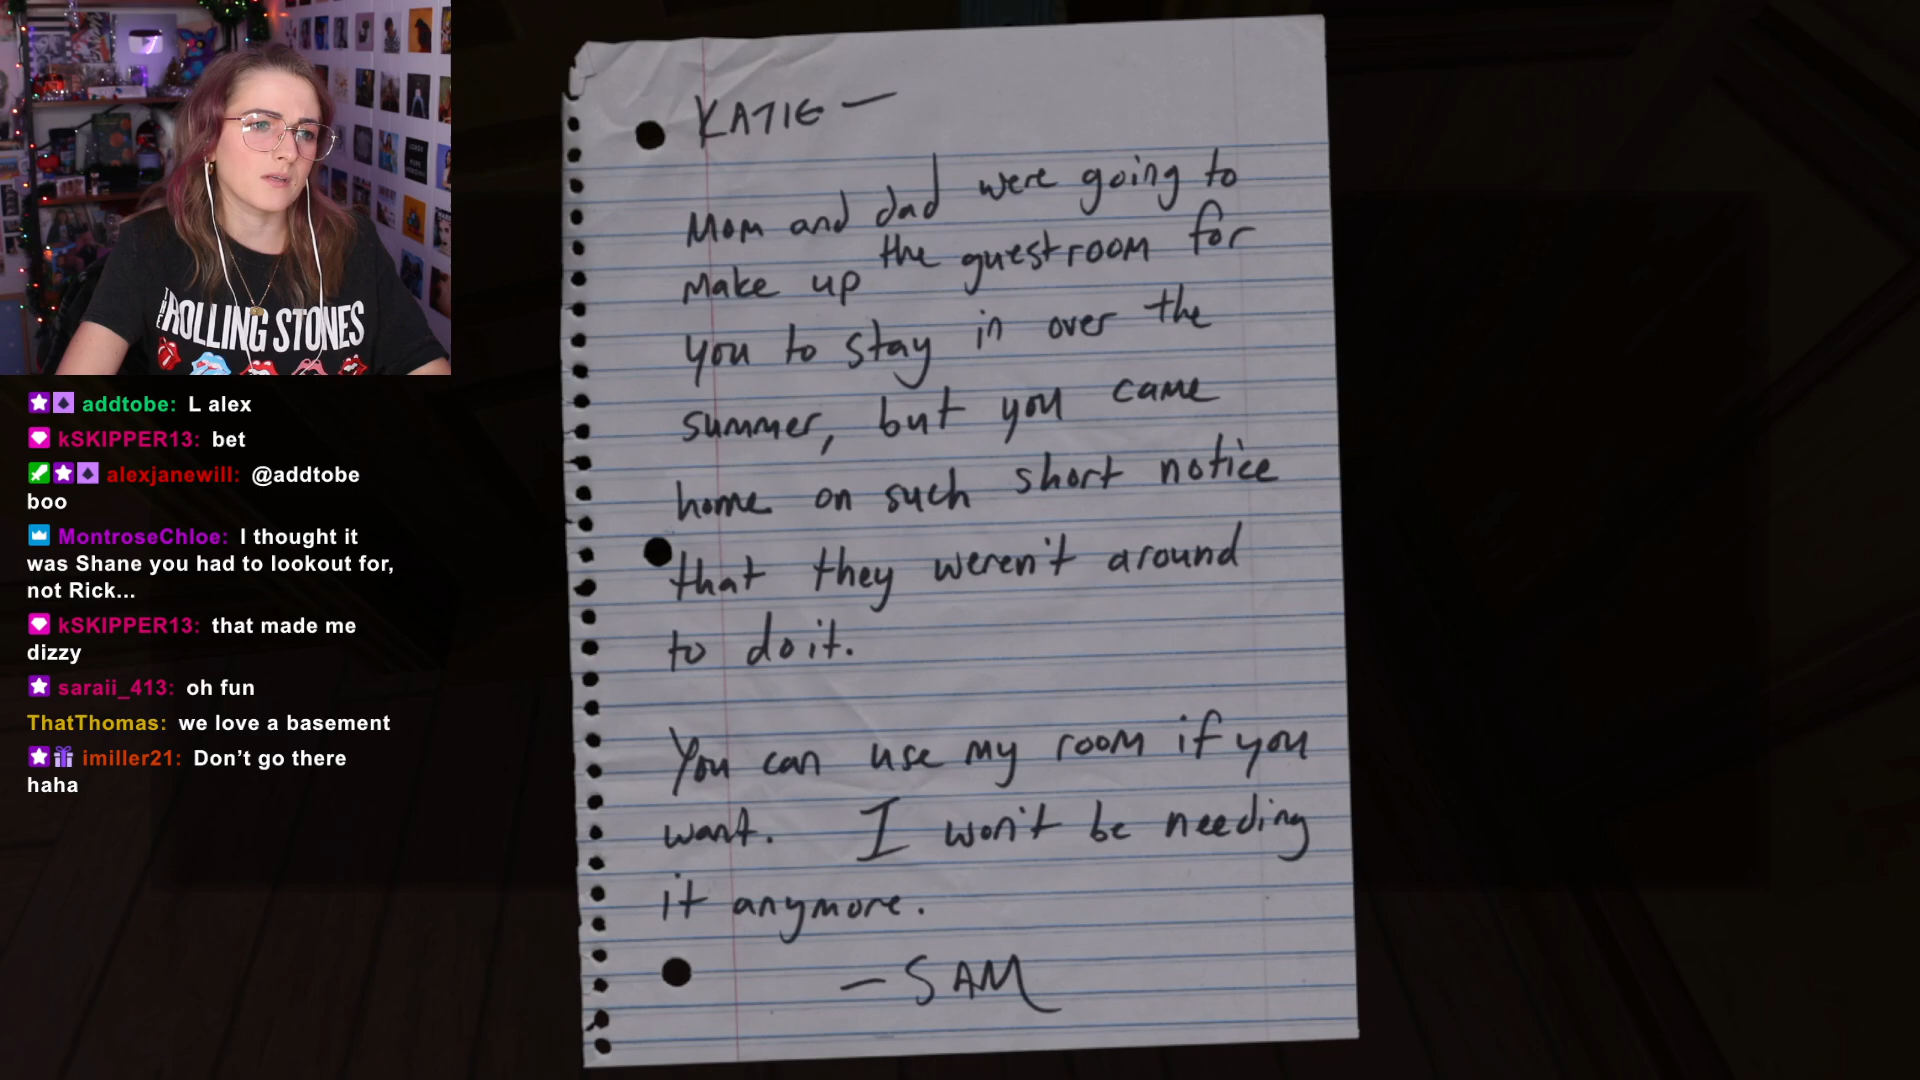 THE
ROLLING STONES
addtobe: L alex
kSKIPPER13: bet
alexjanewill: @addtobe
boo
MontroseChloe: I thought it
was Shane you had to lookout for,
not Rick...
kSKIPPER13: that made me
dizzy
saraii_413: oh fun
ThatThomas: we love a basement
imiller21: Don’t go there
haha
KATIE —
Mom and dad were going to
make up the guestroom for
you to stay in over the
summer, but you came
home on such short notice
that they weren't around
to do it.
You can use my room if you
want. I won't be needing
it anymore.
— SAM